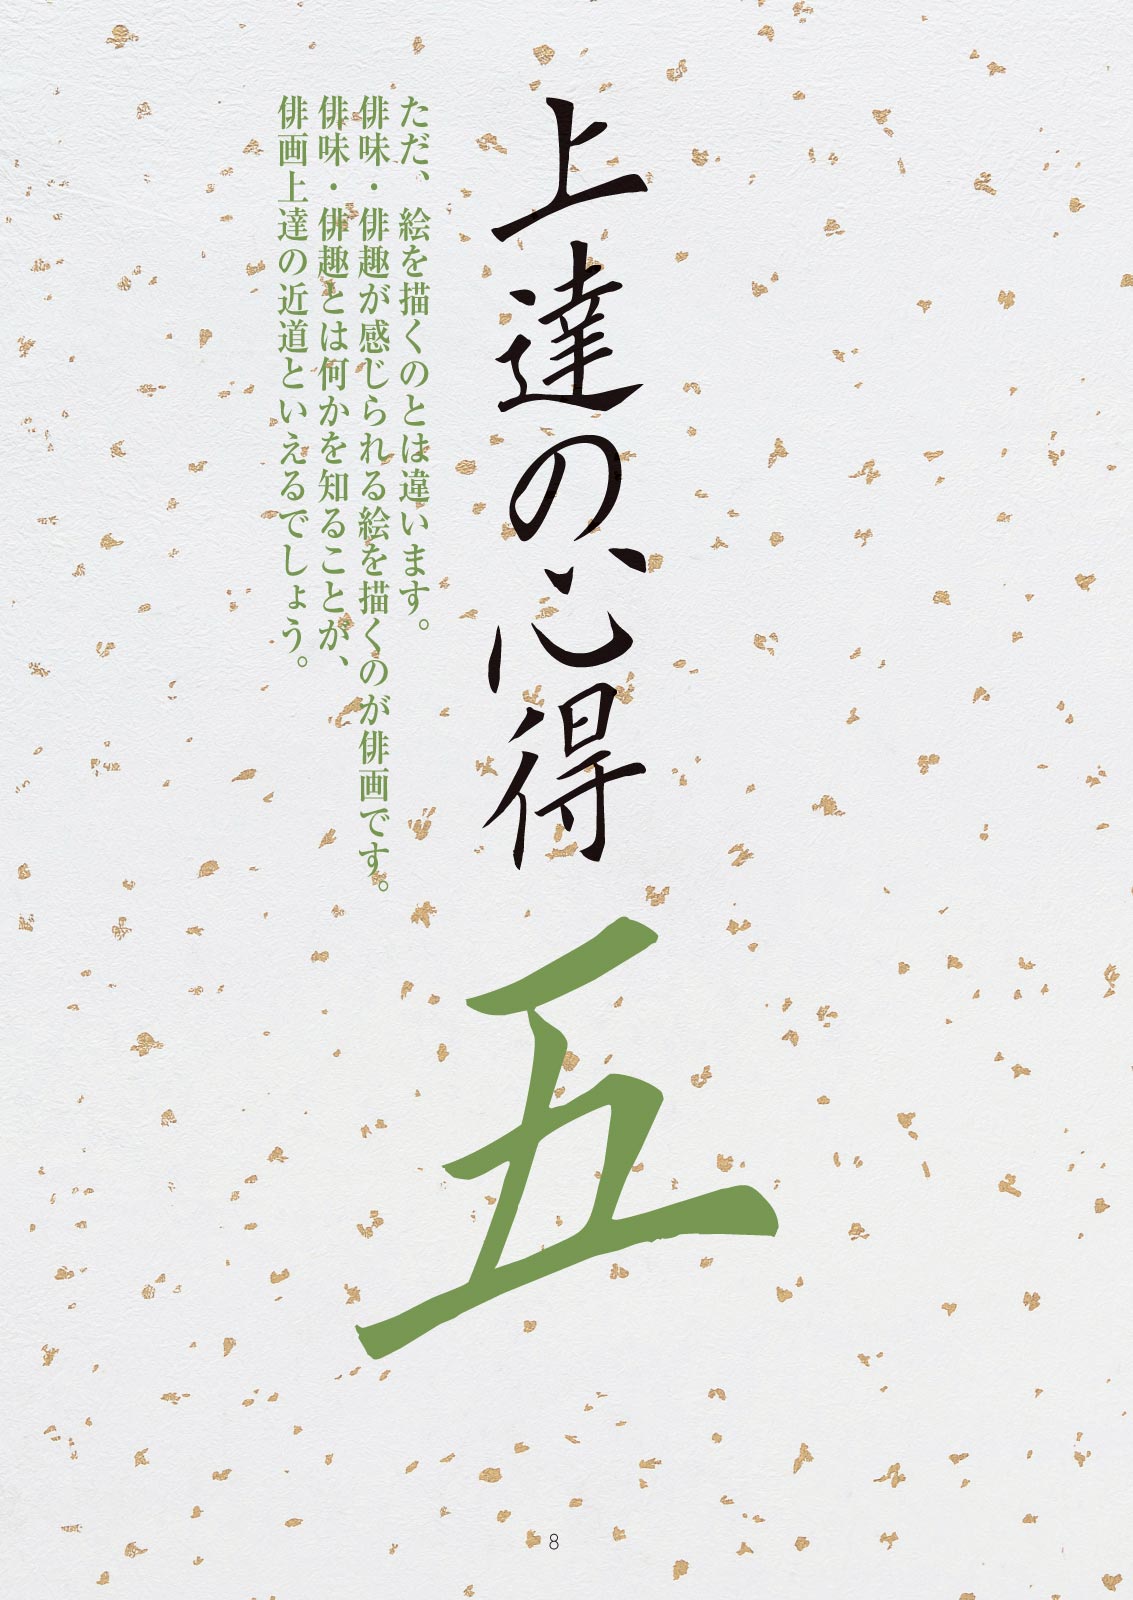 上達の心得
五
ただ、絵を描くのとは違います。
俳味・俳趣が感じられる絵を描くのが俳画です。
俳味・俳趣とは何かを知ることが、
俳画上達の近道といえるでしょう。
8